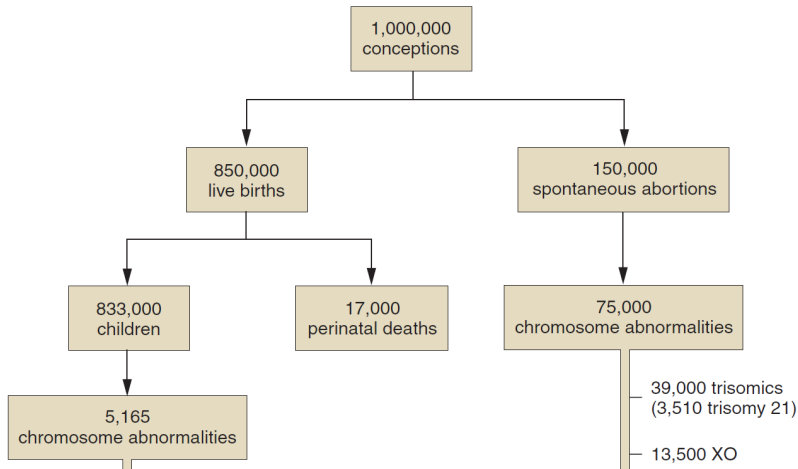 1,000,000
conceptions
850,000
live births
150,000
spontaneous abortions
833,000
children
17,000
perinatal deaths
75,000
chromosome abnormalities
39,000 trisomics
(3,510 trisomy 21)
5,165
chromosome abnormalities
13,500 XO